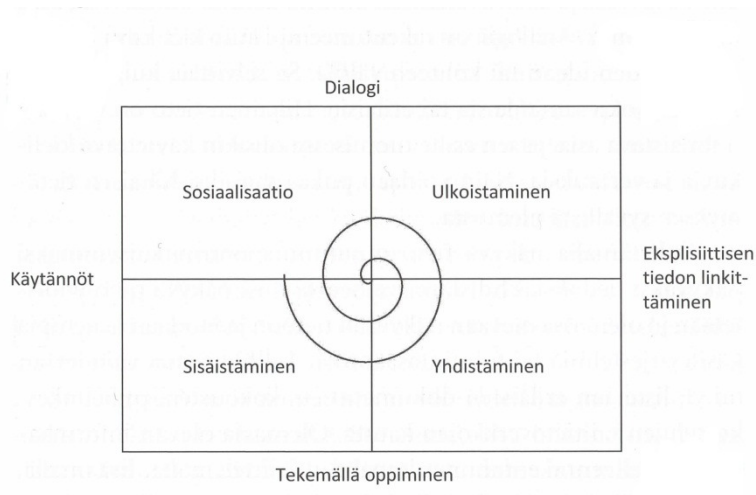 Dialogi
Sosiaalisaatio
Ulkoistaminen
Käytännöt
Eksplisiittisen
tiedon linkit-
täminen
Sisäistäminen
Yhdistäminen
Tekemällä oppiminen